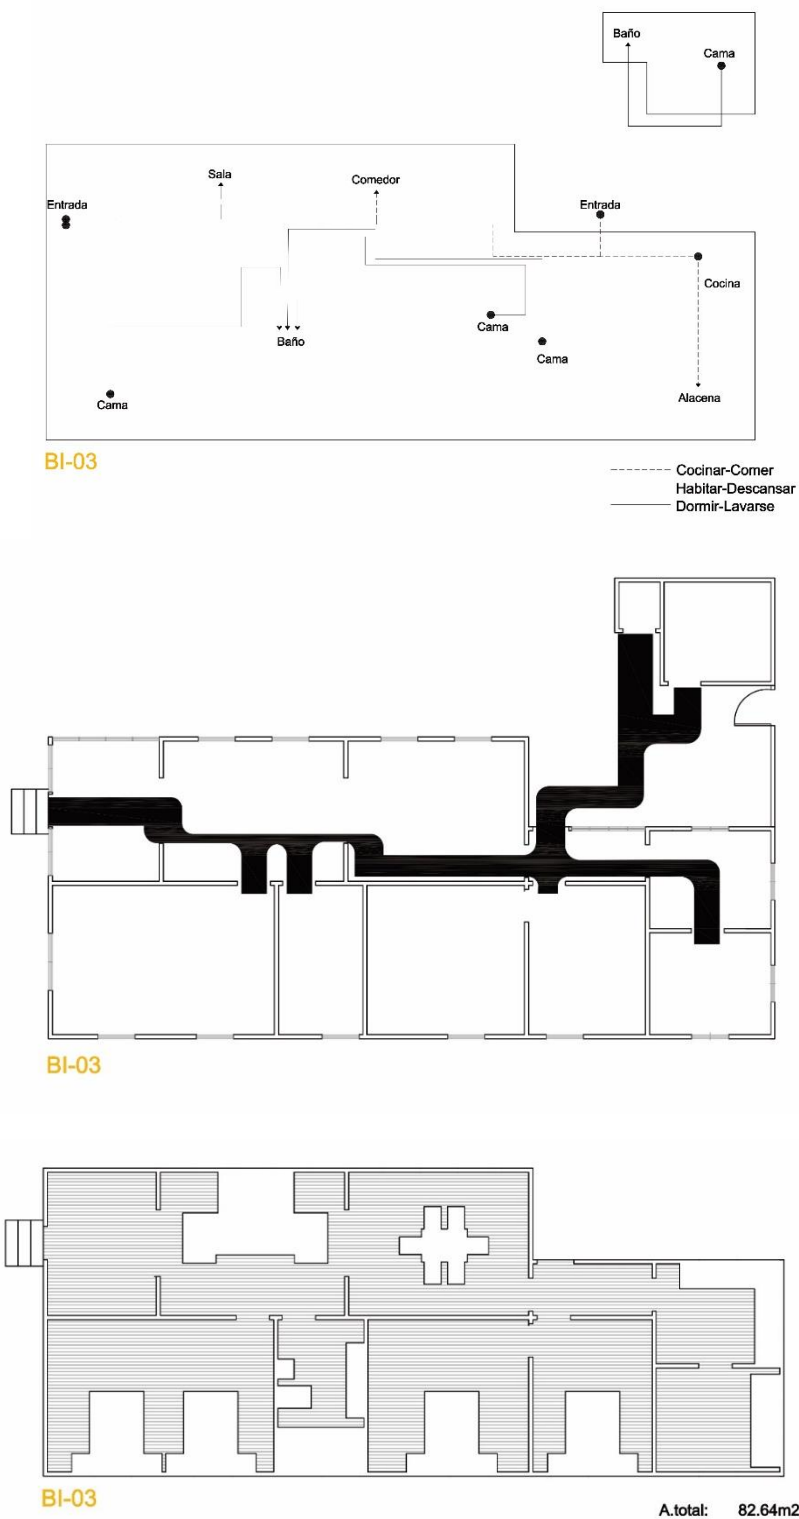 Baño
Cama
Sala
Comedor
Entrada
Entrada
Cocina
Cama
Baño
Cama
Alacena
Cama
BI-03
Cocinar-Comer
Habitar-Descansar
Dormir-Lavarse
BI-03
BI-03
A.total: 82.64m2